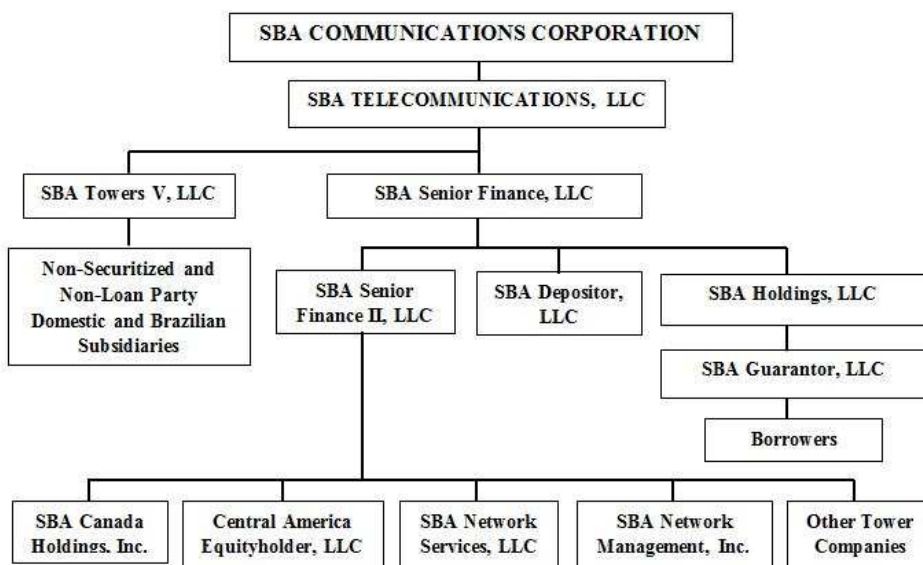 SBA COMMUNICATIONS CORPORATION
SBA TELECOMMUNICATIONS, LLC
SBA Towers V, LLC
SBA Senior Finance, LLC
Non-Securitized and
Non-Loan Party
Domestic and Brazilian
Subsidiaries
SBA Senior
Finance II, LLC
SBA Depositor,
LLC
SBA Holdings, LLC
SBA Guarantor, LLC
Borrowers
SBA Canada
Holdings, Inc.
Central America
Equityholder, LLC
SBA Network
Services, LLC
SBA Network
Management, Inc.
Other Tower
Companies